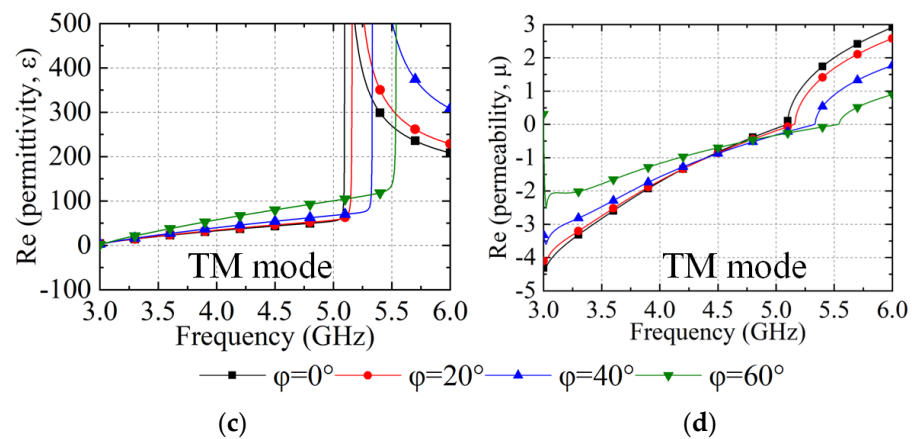 Re (permittivity, ε)
500
400
300
200
100
0
-100
TM mode
3.0 3.5 4.0 4.5 5.0 5.5 6.0
Frequency (GHz)
Re (permeability, μ)
3
2
1
0
-1
-2
-3
-4
-5
TM mode
3.0 3.5 4.0 4.5 5.0 5.5 6.0
Frequency (GHz)
φ=0° φ=20° φ=40° φ=60°
(c) (d)